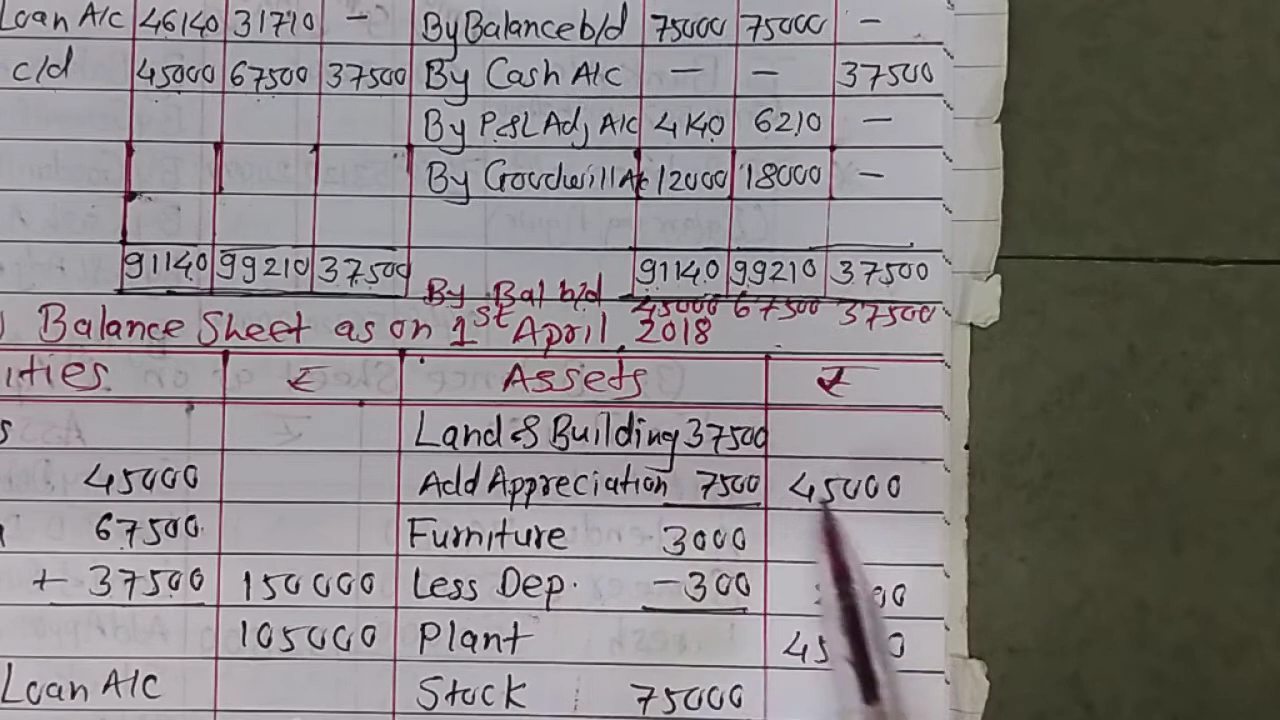 Loan A/c 46140 31710 - By Balance b/d 75000 75000 -
c/d 45000 67500 37500 By Cash A/c - - 37500
By P&L Adj A/c 4140 6210 -
By Goodwill A/c 12000 18000 -
91140 99210 37500 91140 99210 37500
By Bal b/d 45000 67500 37500
) Balance Sheet as on 1st April, 2018
ities. ₹ Assets ₹
s Land & Building 37500
45000 Add Appreciation 7500 45000
67500 Furniture 3000
+ 37500 150000 Less Dep. - 300
105000 Plant
Loan A/c Stock 75000